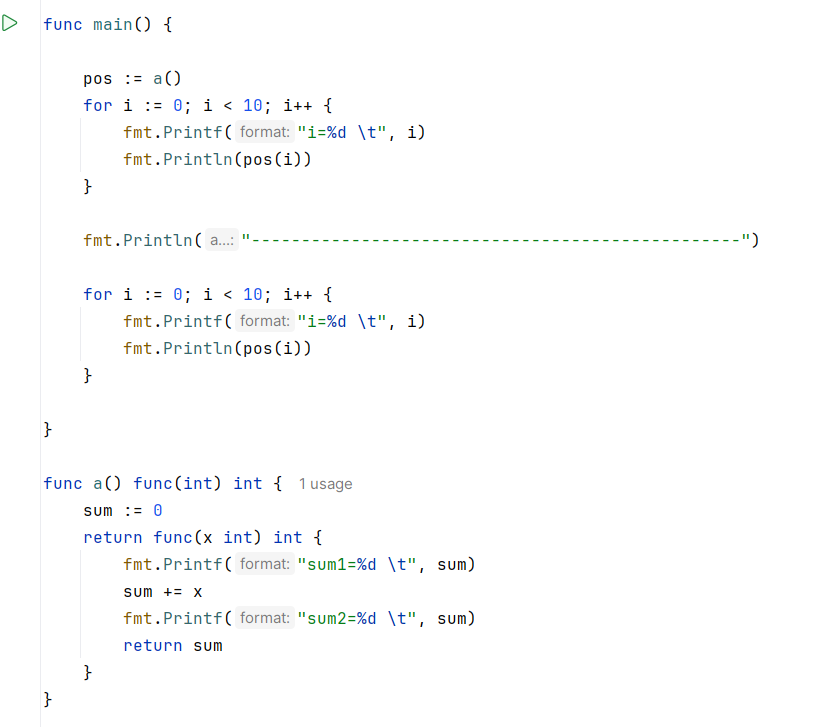 func main() {
pos := a()
for i := 0; i < 10; i++ {
fmt.Printf( format: "i=%d \t", i)
fmt.Println(pos(i))
}
fmt.Println( a...: "-------------------------------------------------")
for i := 0; i < 10; i++ {
fmt.Printf( format: "i=%d \t", i)
fmt.Println(pos(i))
}
}
func a() func(int) int { 1 usage
sum := 0
return func(x int) int {
fmt.Printf( format: "sum1=%d \t", sum)
sum += x
fmt.Printf( format: "sum2=%d \t", sum)
return sum
}
}